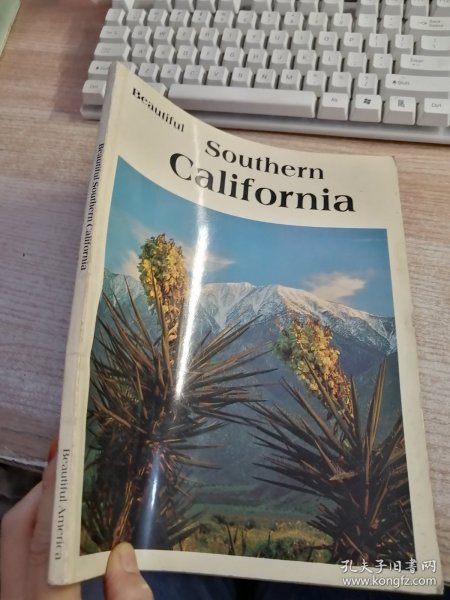 Beautiful
Southern
California
Beautiful Southern California
Beautiful America
孔夫子旧书网
www.kongfz.com